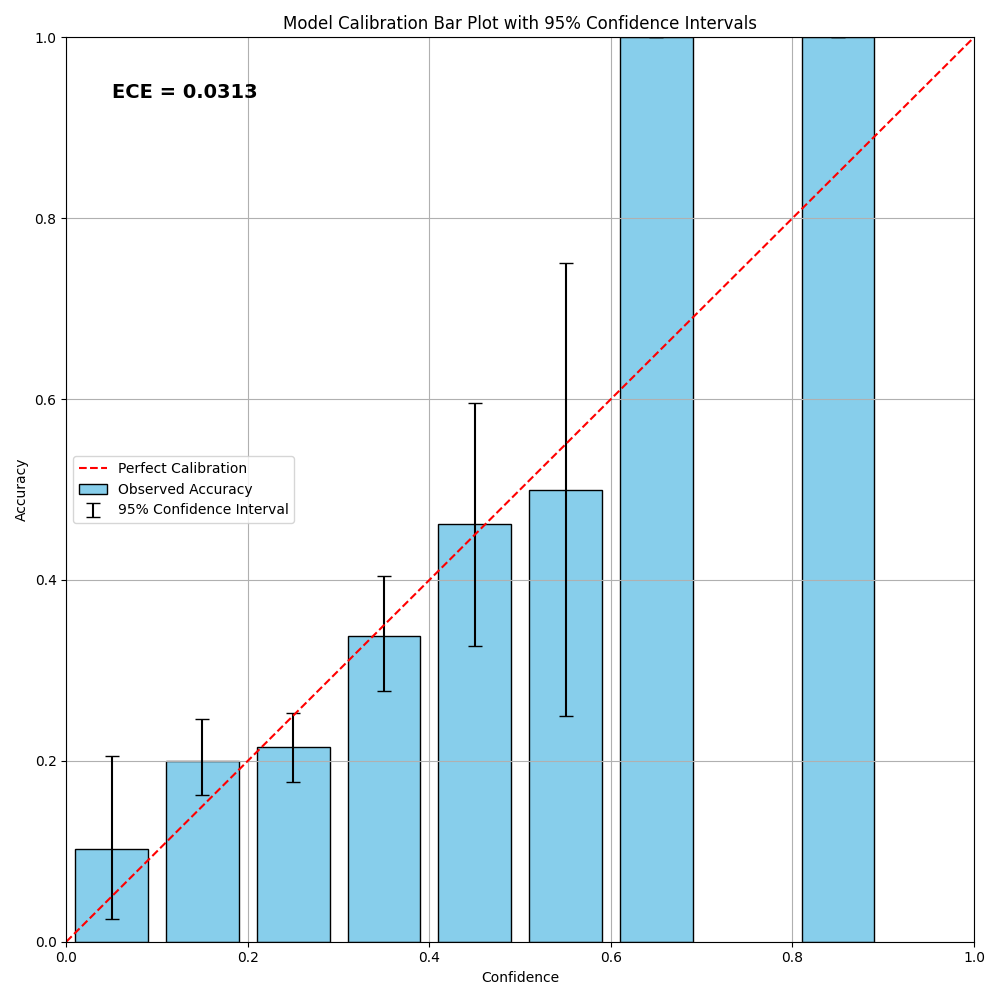 Model Calibration Bar Plot with 95% Confidence Intervals
ECE = 0.0313
Perfect Calibration
Observed Accuracy
95% Confidence Interval
Accuracy
1.0
0.8
0.6
0.4
0.2
0.0
0.0 0.2 0.4 0.6 0.8 1.0
Confidence